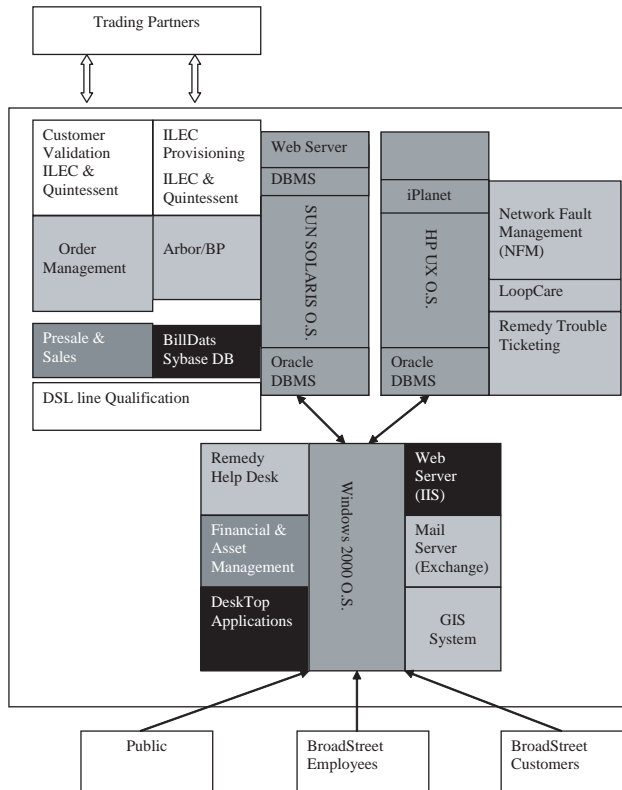 Trading Partners
Customer
Validation
ILEC &
Quintessent
ILEC
Provisioning
ILEC &
Quintessent
Web Server
DBMS
SUN SOLARIS O.S.
Oracle
DBMS
iPlanet
HP UX O.S.
Oracle
DBMS
Network Fault
Management
(NFM)
LoopCare
Remedy Trouble
Ticketing
Order
Management
Arbor/BP
Presale &
Sales
BillDats
Sybase DB
DSL line Qualification
Remedy
Help Desk
Financial &
Asset
Management
DeskTop
Applications
Windows 2000 O.S.
Web
Server
(IIS)
Mail
Server
(Exchange)
GIS
System
Public
BroadStreet
Employees
BroadStreet
Customers